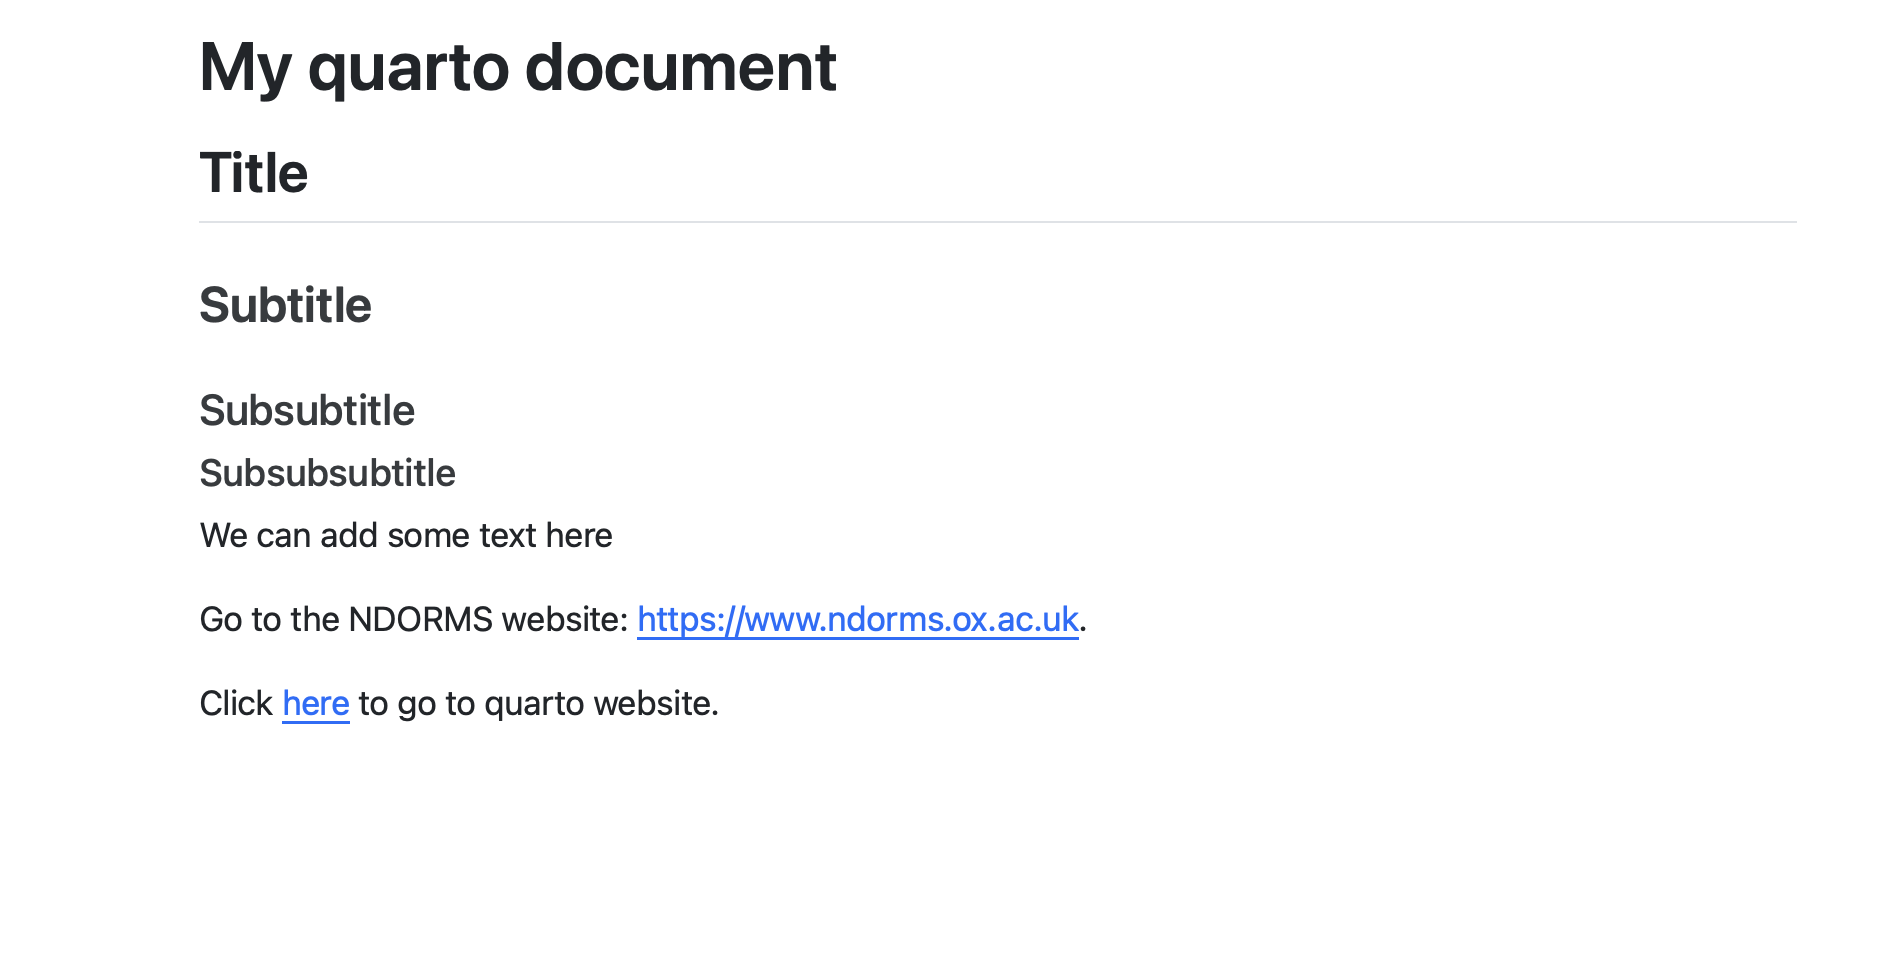 My quarto document
Title
Subtitle
Subsubtitle
Subsubsubtitle
We can add some text here
Go to the NDORMS website: https://www.ndorms.ox.ac.uk.
Click here to go to quarto website.